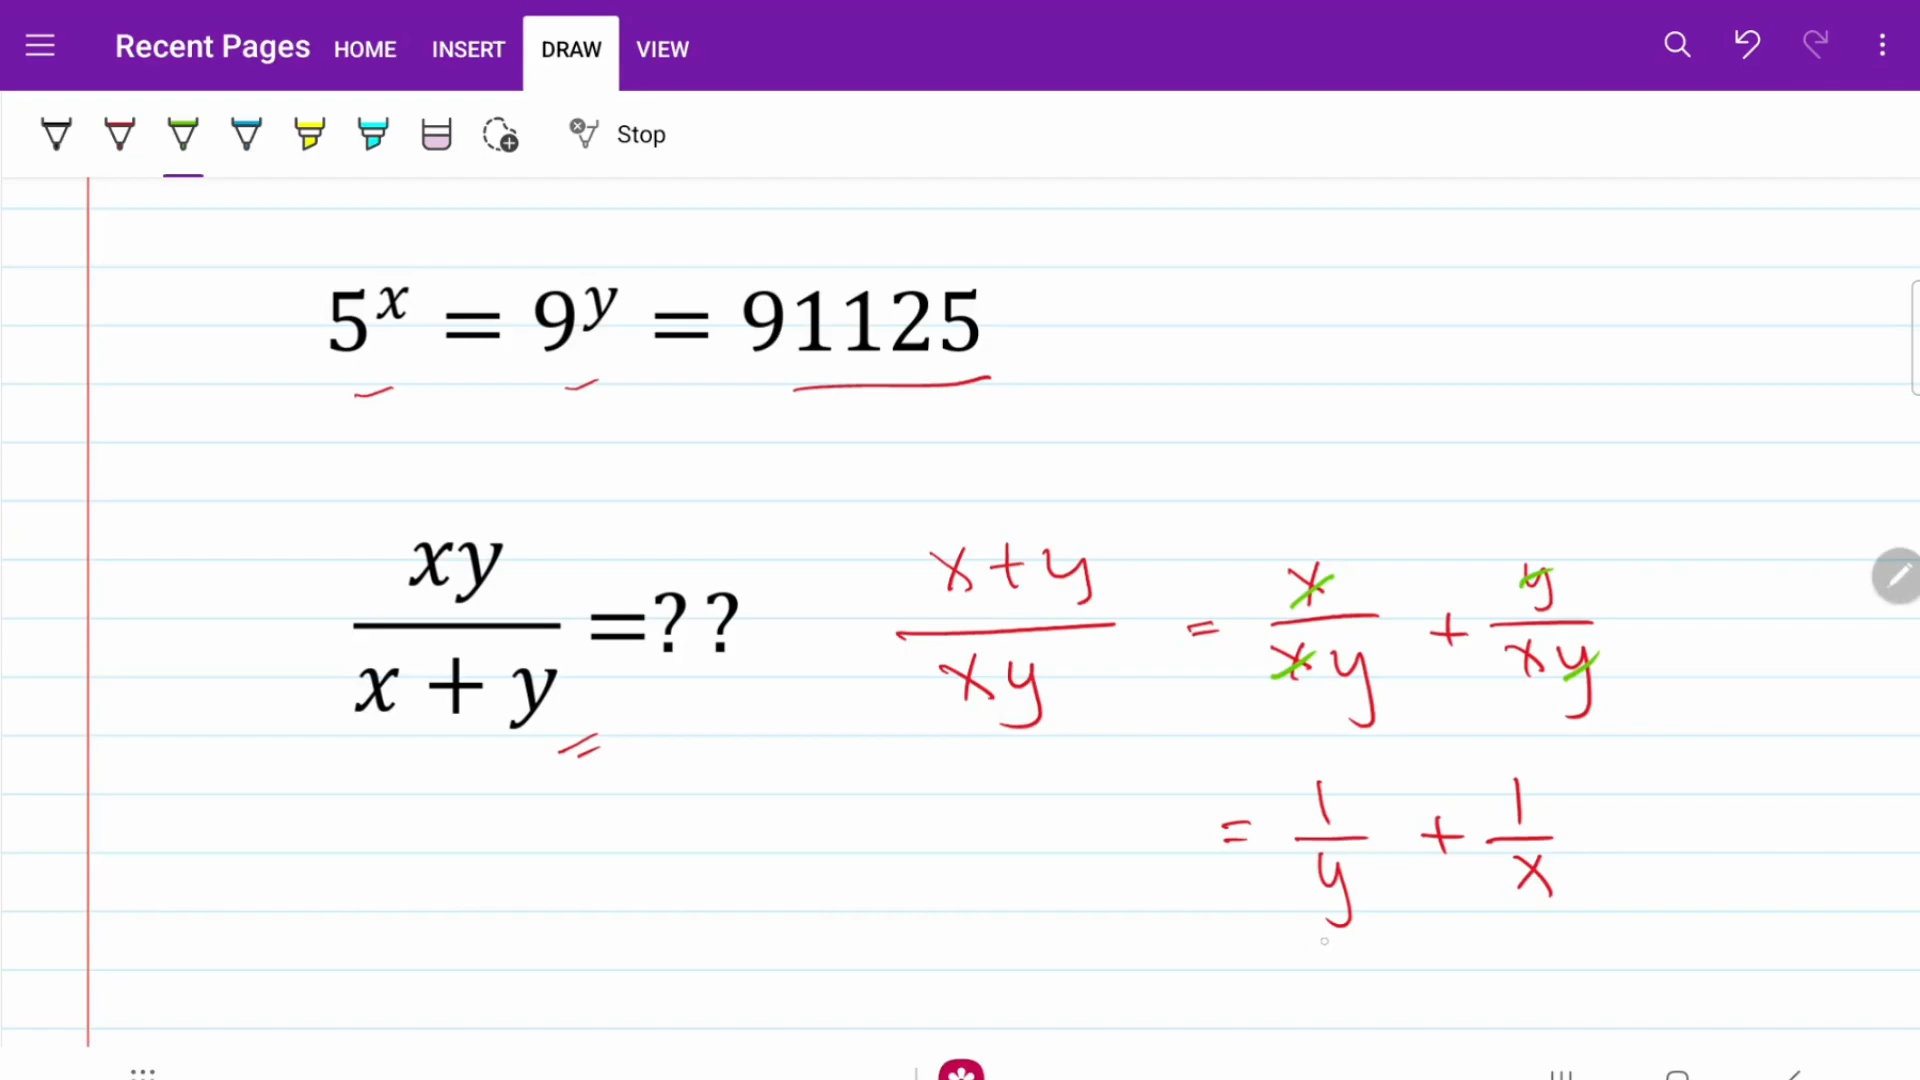 Recent Pages HOME INSERT DRAW VIEW
Stop
5^x = 9^y = 91125
xy/(x + y) =??
(x+y)/(xy) = x/(xy) + y/(xy)
= 1/y + 1/x